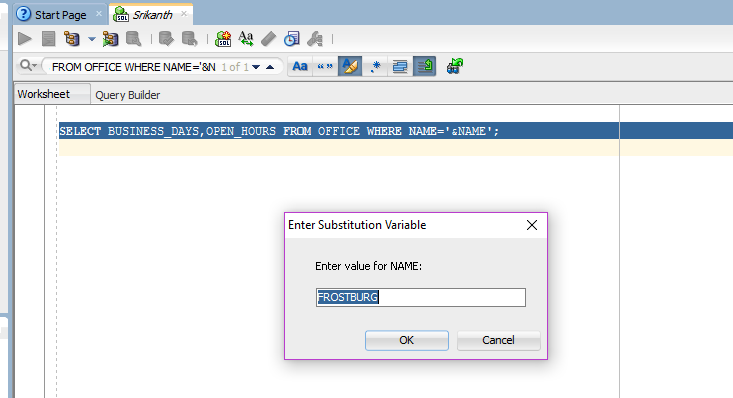 Start Page
Srikanth
FROM OFFICE WHERE NAME='&N 1 of 1
Aa “ ” .*
Worksheet
Query Builder
SELECT BUSINESS_DAYS,OPEN_HOURS FROM OFFICE WHERE NAME='&NAME';
Enter Substitution Variable
Enter value for NAME:
FROSTBURG
OK
Cancel